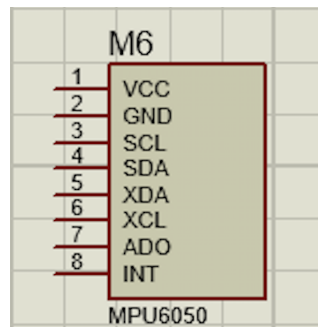 M6
1 VCC
2 GND
3 SCL
4 SDA
5 XDA
6 XCL
7 ADO
8 INT
MPU6050